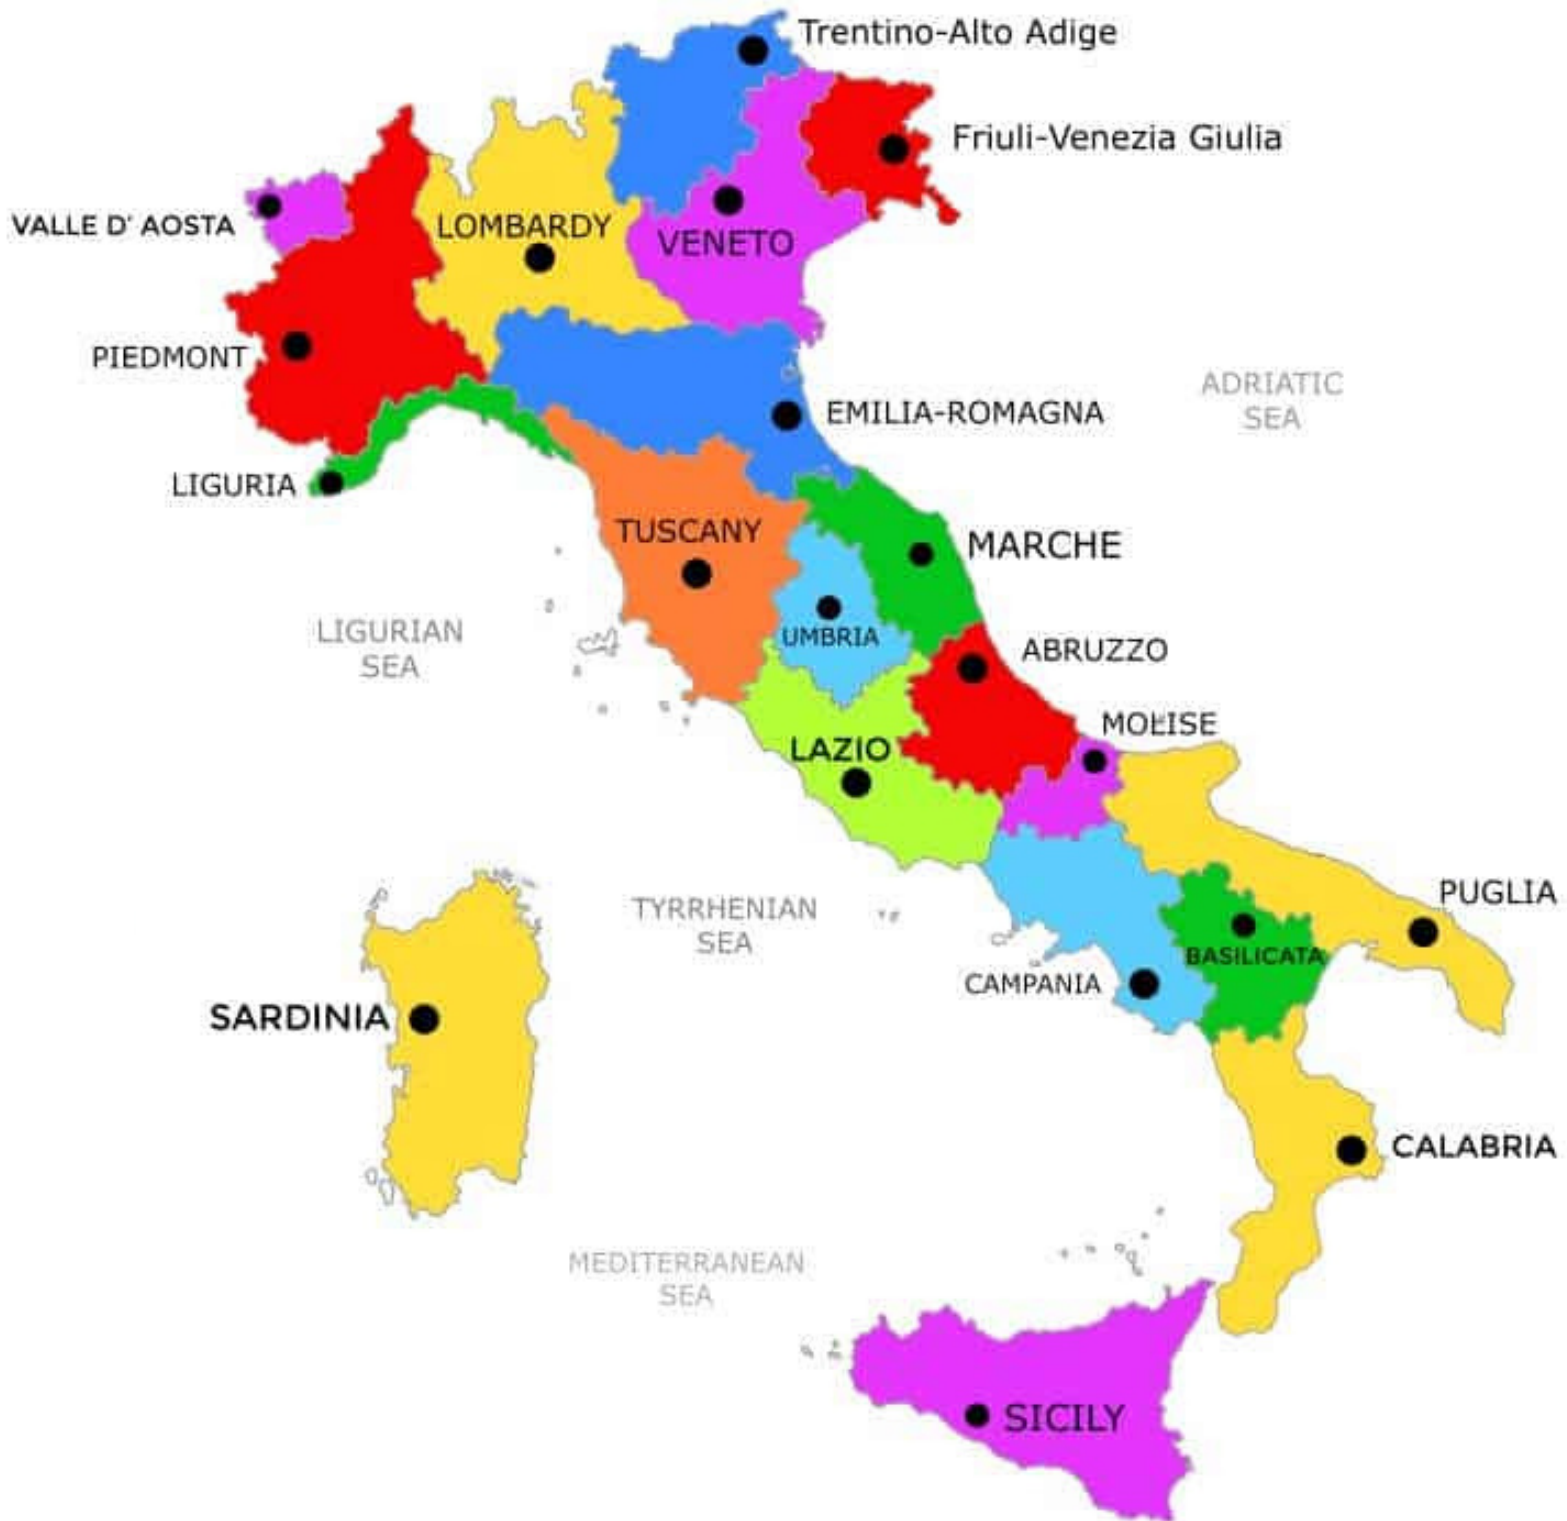 Trentino-Alto Adige
Friuli-Venezia Giulia
VALLE D' AOSTA
LOMBARDY
VENETO
PIEDMONT
ADRIATIC
SEA
EMILIA-ROMAGNA
LIGURIA
TUSCANY
MARCHE
LIGURIAN
SEA
UMBRIA
ABRUZZO
MOLISE
LAZIO
PUGLIA
TYRRHENIAN
SEA
BASILICATA
CAMPANIA
SARDINIA
CALABRIA
MEDITERRANEAN
SEA
SICILY